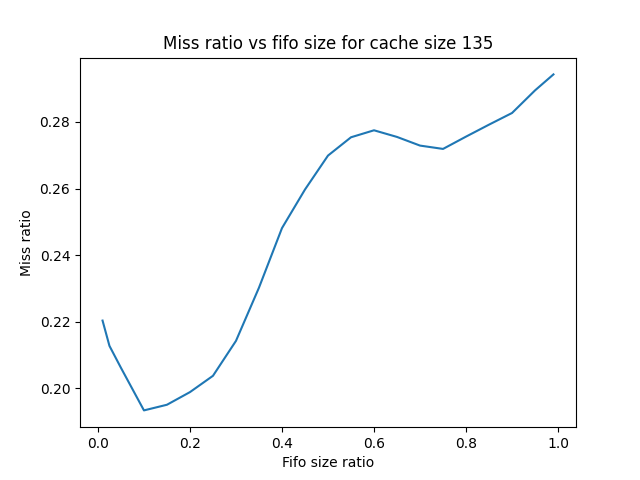 Miss ratio vs fifo size for cache size 135
0.28
0.26
0.24
0.22
0.20
Miss ratio
0.0 0.2 0.4 0.6 0.8 1.0
Fifo size ratio